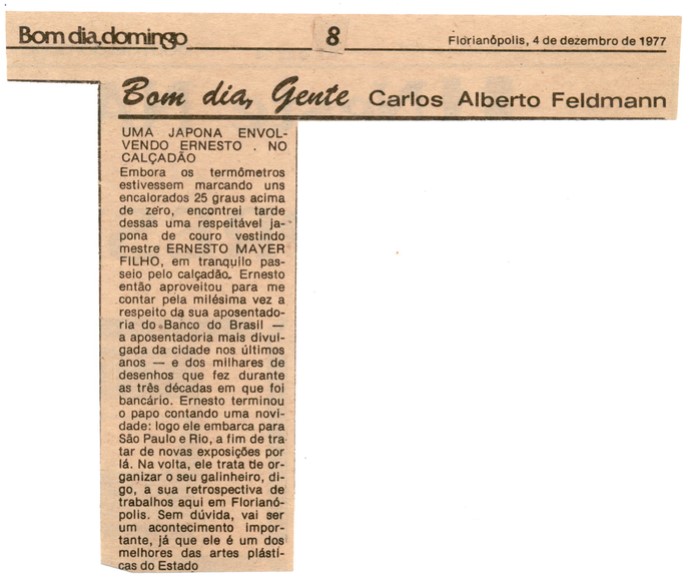 Bom dia, domingo
8
Florianópolis, 4 de dezembro de 1977
Bom dia, Gente Carlos Alberto Feldmann
UMA JAPONA ENVOL-
VENDO ERNESTO . NO
CALÇADÃO
Embora os termômetros
estivessem marcando uns
encalorados 25 graus acima
de zero, encontrei tarde
dessas uma respeitável ja-
pona de couro vestindo
mestre ERNESTO MAYER
FILHO, em tranquilo pas-
seio pelo calçadão. Ernesto
então aproveitou para me
contar pela milésima vez a
respeito da sua aposentado-
ria do Banco do Brasil —
a aposentadoria mais divul-
gada da cidade nos últimos
anos — e dos milhares de
desenhos que fez durante
as três décadas em que foi
bancário. Ernesto terminou
o papo contando uma novi-
dade: logo ele embarca para
São Paulo e Rio, a fim de tra-
tar de novas exposições por
lá. Na volta, ele trata de or-
ganizar o seu galinheiro, di-
go, a sua retrospectiva de
trabalhos aqui em Florianó-
polis. Sem dúvida, vai ser
um acontecimento impor-
tante, já que ele é um dos
melhores das artes plásti-
cas do Estado